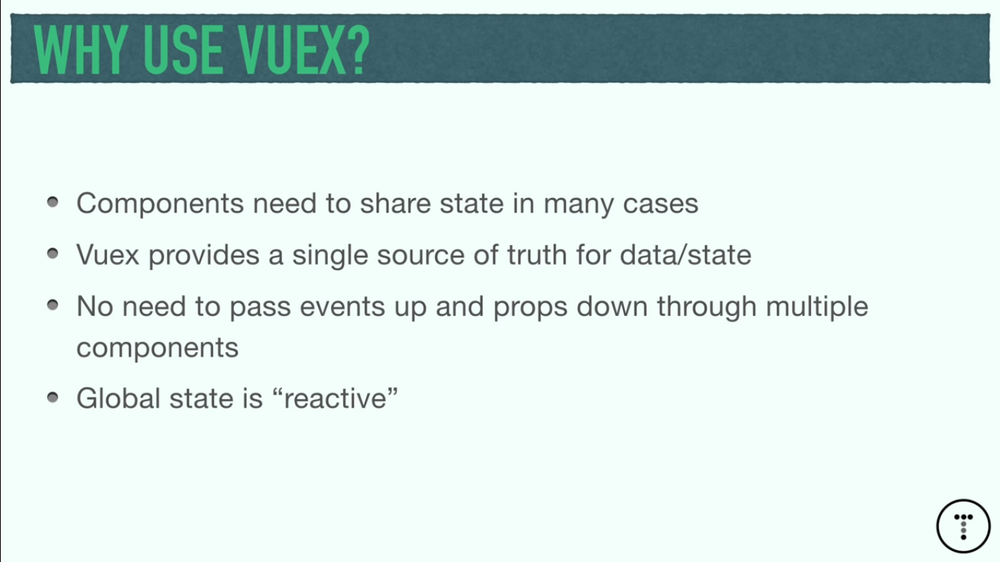 WHY USE VUEX?
• Components need to share state in many cases
• Vuex provides a single source of truth for data/state
• No need to pass events up and props down through multiple
components
• Global state is “reactive”
T